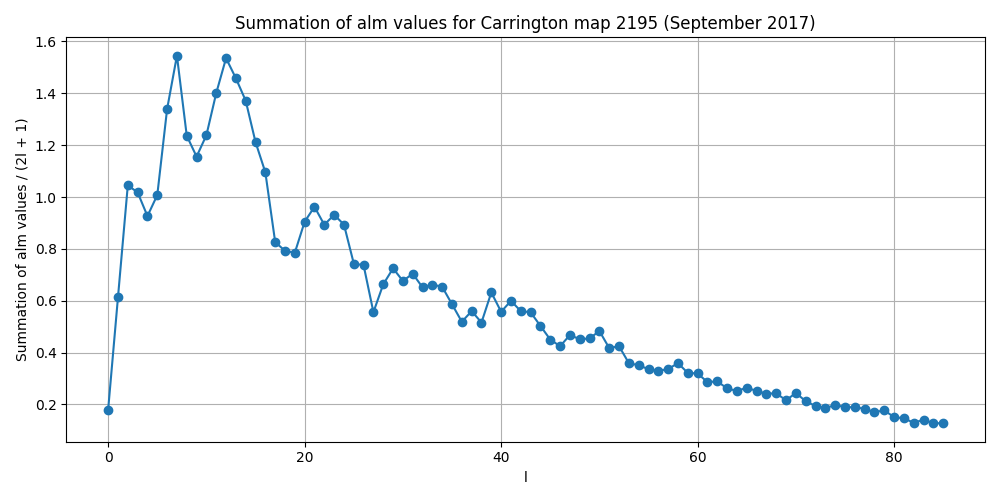 Summation of alm values for Carrington map 2195 (September 2017)
Summation of alm values / (2l + 1)
1.6
1.4
1.2
1.0
0.8
0.6
0.4
0.2
0 20 40 60 80
l